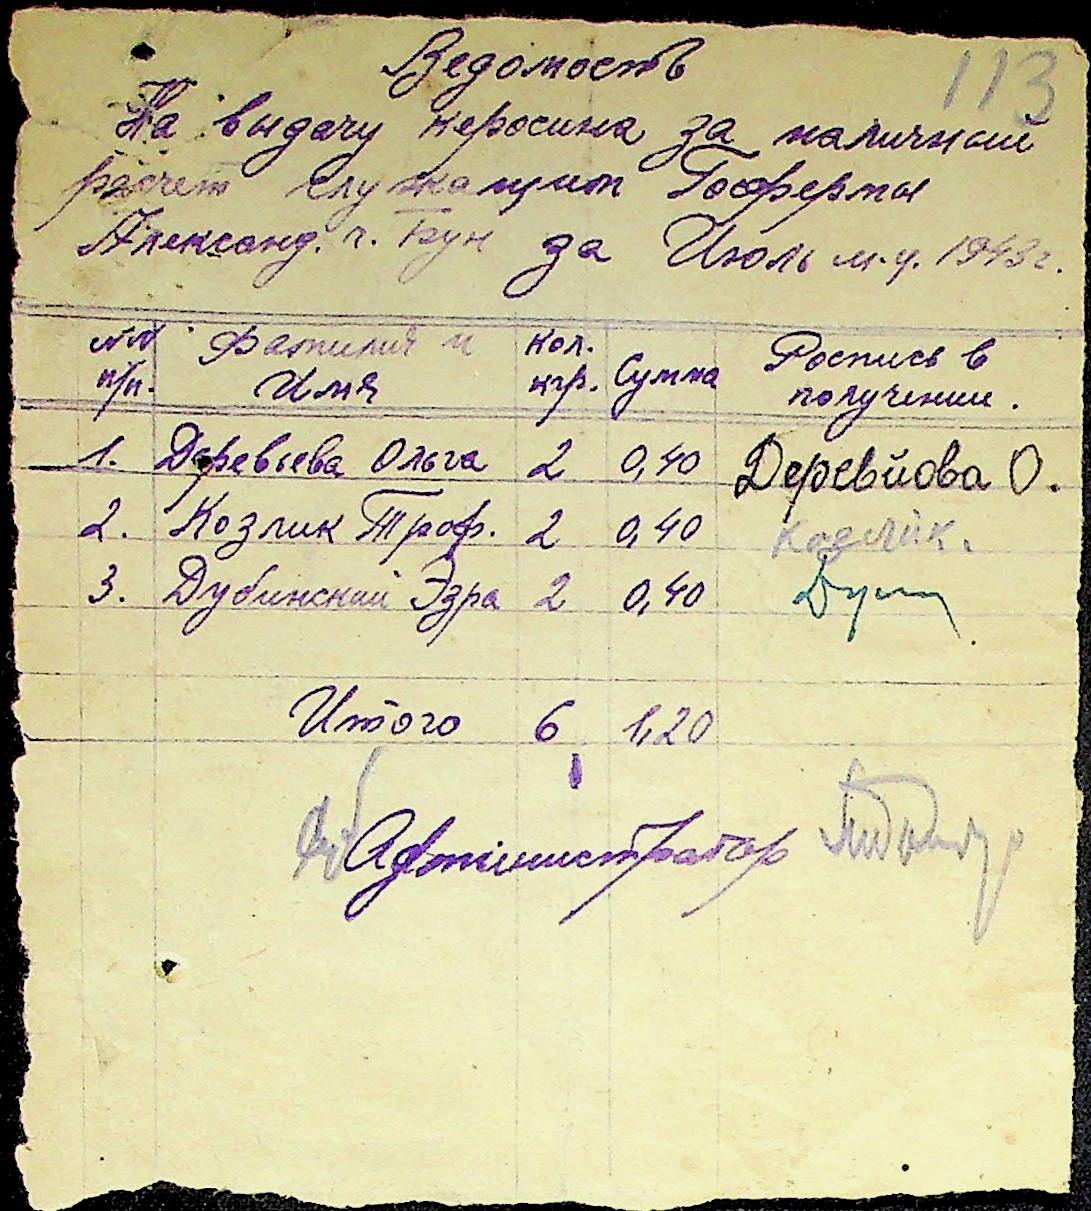 113
Ведомость
На выдачу керосина за наличный
расчет служащим Госфермы
Александ. г. Бун за Июль м-ц. 1943г.
№№ п/п. Фамилия и Имя Кол. кгр. Сумма Роспись в получении.
1. Деревьева Ольга 2 0,40 Деревйова О.
2. Козлик Троф. 2 0,40 Кодлик.
3. Дубинский Эзра 2 0,40
Итого 6 1,20
Администратор